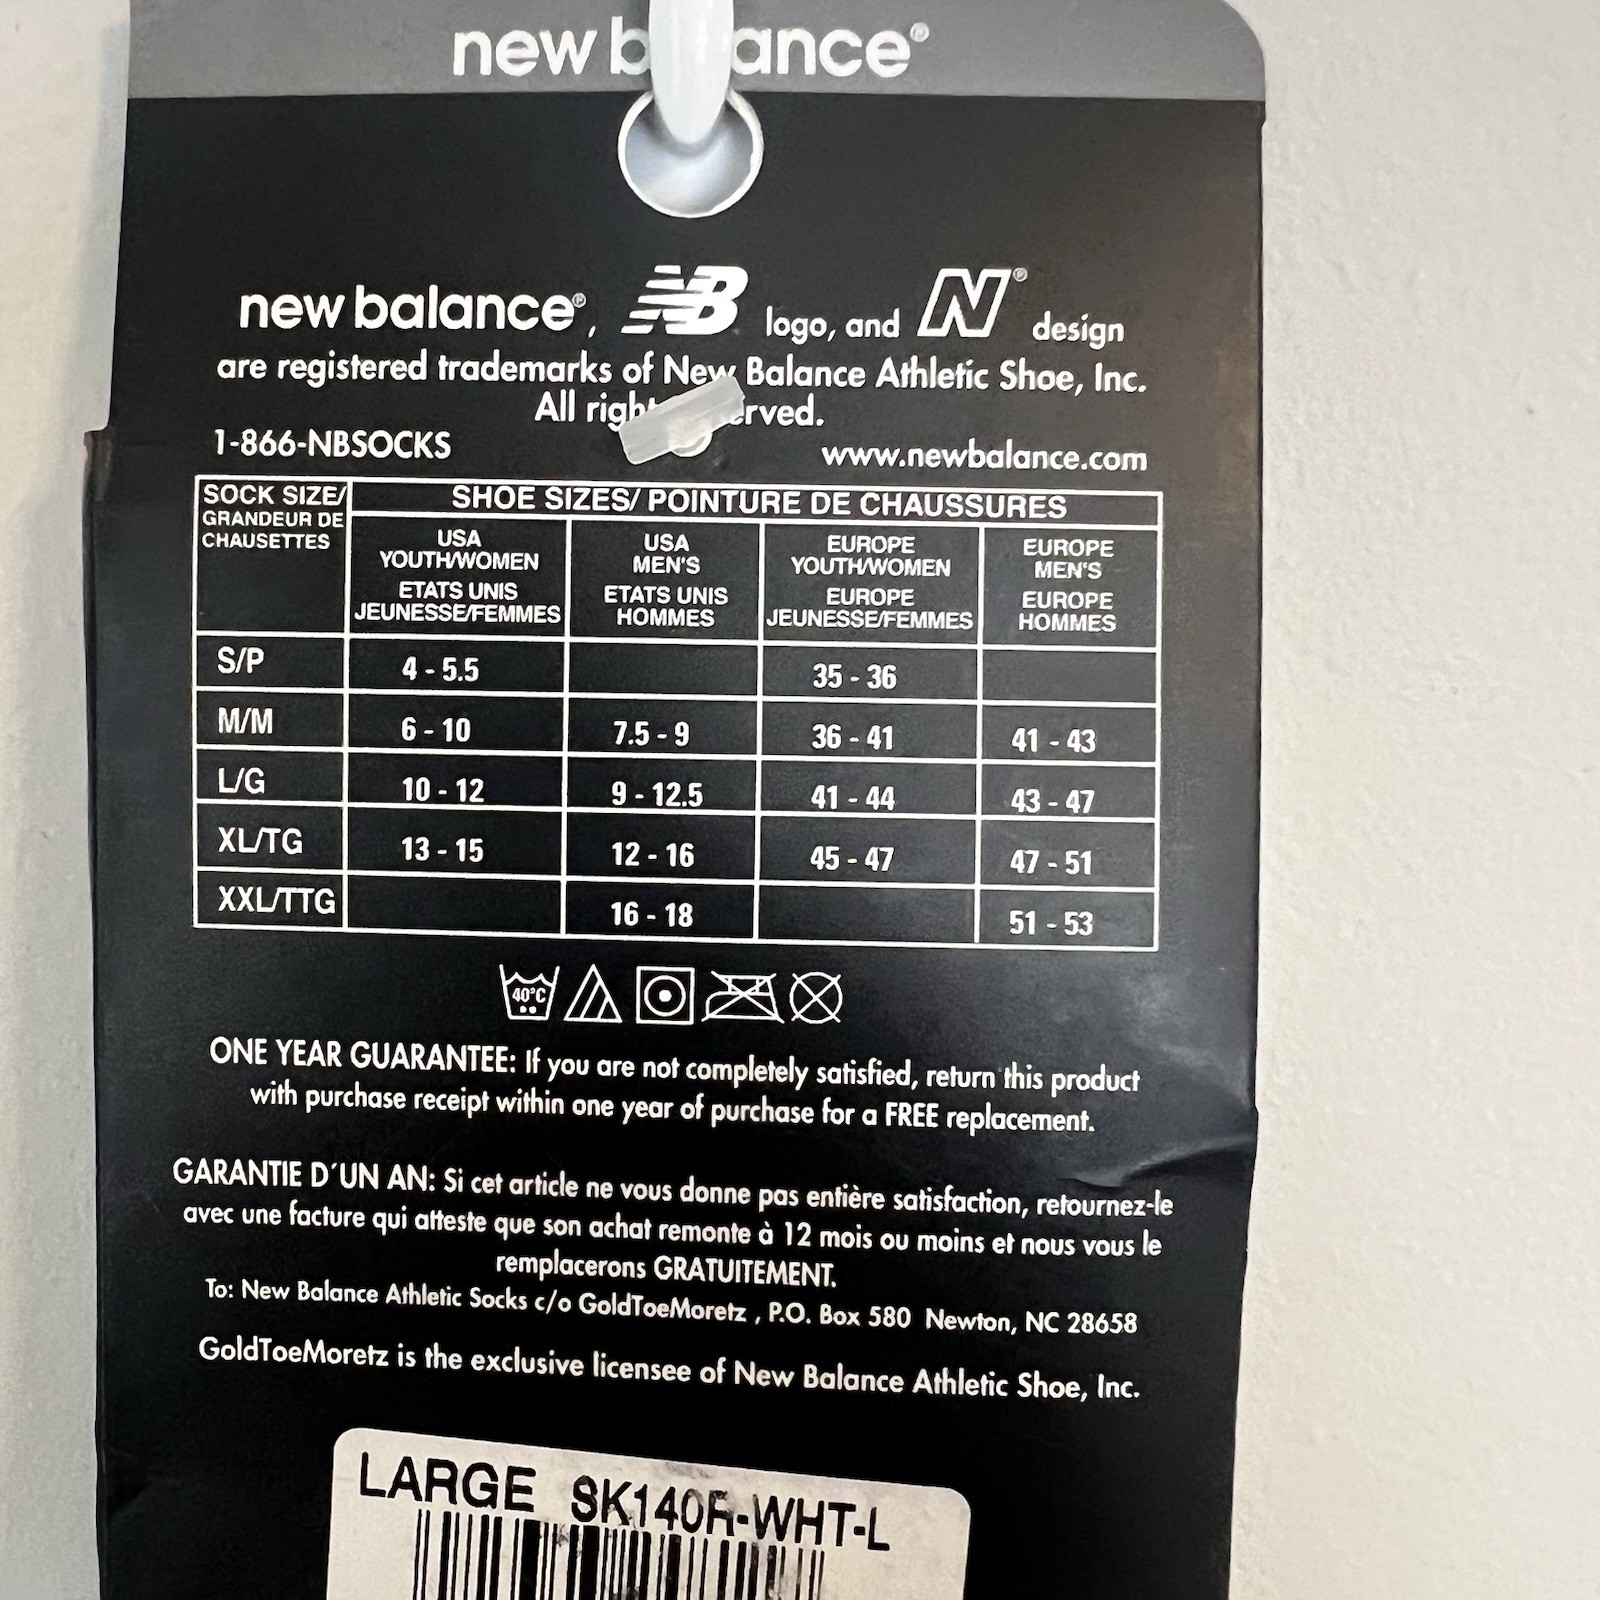 new b ance®
new balance®, NB logo, and N® design
are registered trademarks of New Balance Athletic Shoe, Inc.
All
1-866-NBSOCKS
www.newbalance.com
SOCK SIZE/ SHOE SIZES/ POINTURE DE CHAUSSURES
GRANDEUR DE
CHAUSETTES
USA USA EUROPE EUROPE
YOUTH/WOMEN MEN'S YOUTH/WOMEN MEN'S
ETATS UNIS ETATS UNIS EUROPE EUROPE
JEUNESSE/FEMMES HOMMES JEUNESSE/FEMMES HOMMES
S/P 4 - 5.5 35 - 36
M/M 6 - 10 7.5 - 9 36 - 41 41 - 43
L/G 10 - 12 9 - 12.5 41 - 44 43 - 47
XL/TG 13 - 15 12 - 16 45 - 47 47 - 51
XXL/TTG 16 - 18 51 - 53
40°C
ONE YEAR GUARANTEE: If you are not completely satisfied, return this product
with purchase receipt within one year of purchase for a FREE replacement.
GARANTIE D'UN AN: Si cet article ne vous donne pas entière satisfaction, retournez-le
avec une facture qui atteste que son achat remonte à 12 mois ou moins et nous vous le
remplacerons GRATUITEMENT.
To: New Balance Athletic Socks c/o GoldToeMoretz , P.O. Box 580 Newton, NC 28658
GoldToeMoretz is the exclusive licensee of New Balance Athletic Shoe, Inc.
LARGE SK140R-WHT-L